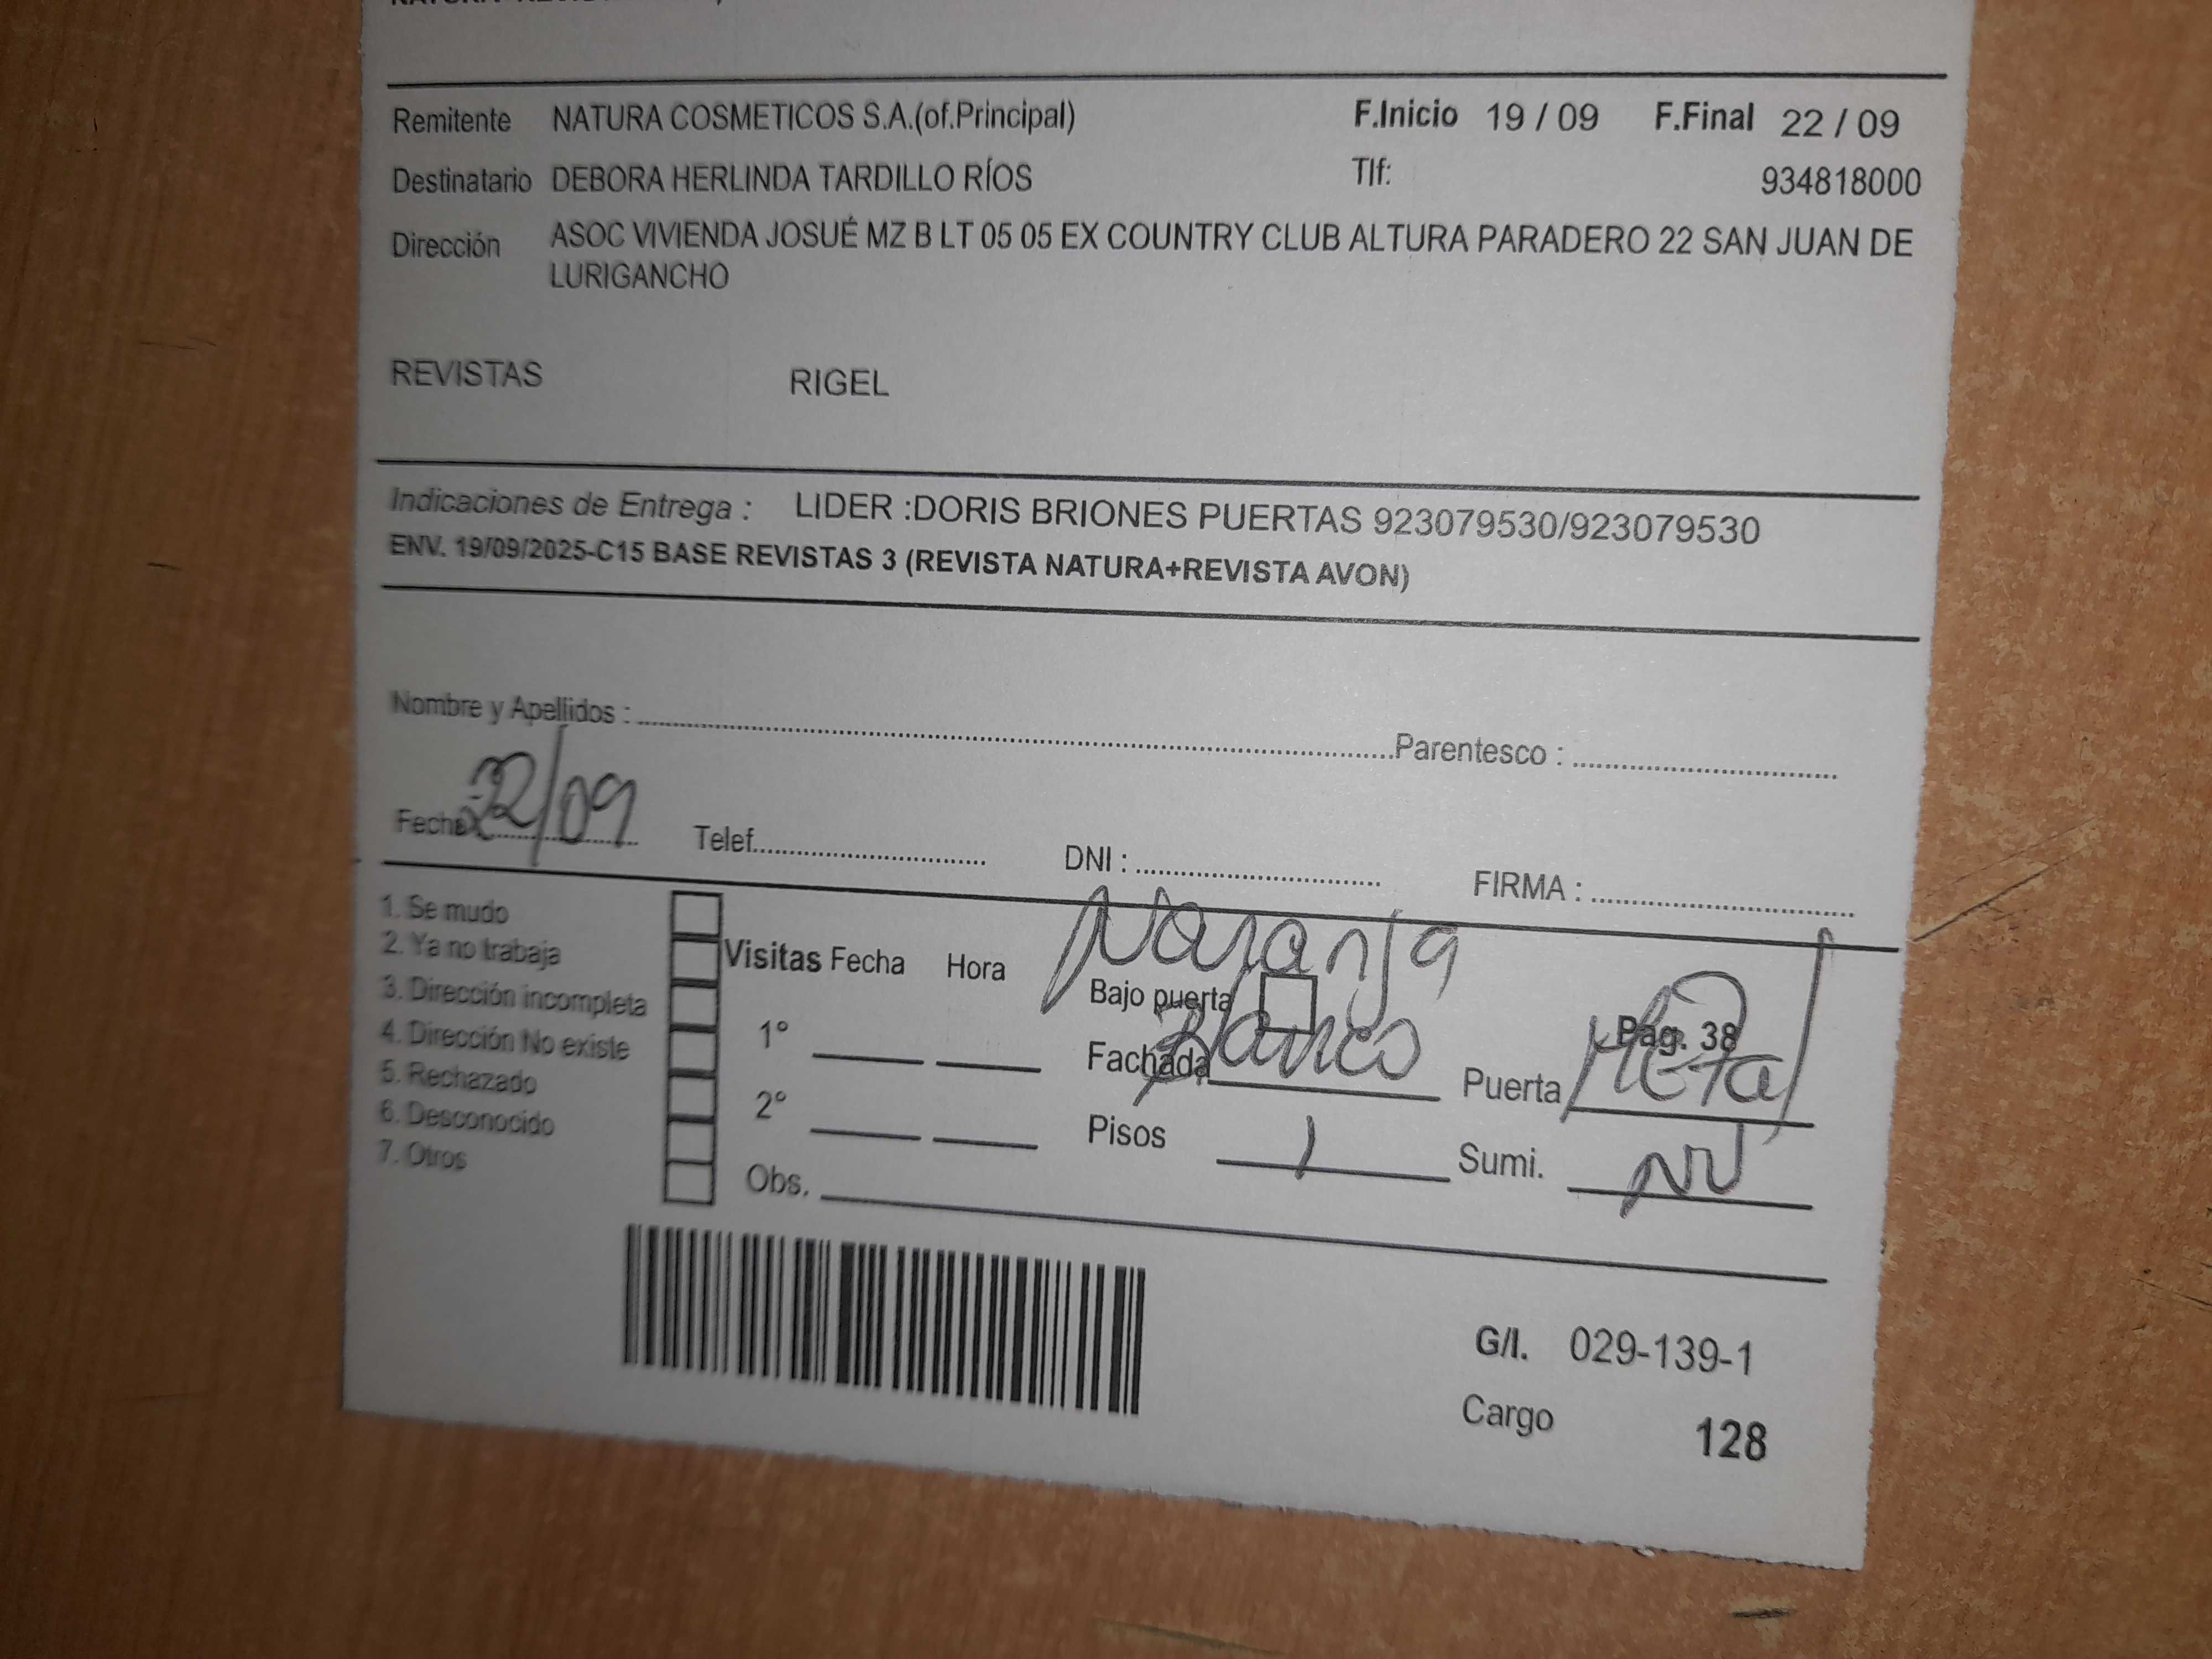 Remitente NATURA COSMETICOS S.A.(of.Principal) F.Inicio 19 / 09 F.Final 22 / 09
Destinatario DEBORA HERLINDA TARDILLO RÍOS Tlf: 934818000
Dirección ASOC VIVIENDA JOSUÉ MZ B LT 05 05 EX COUNTRY CLUB ALTURA PARADERO 22 SAN JUAN DE
LURIGANCHO
REVISTAS RIGEL
Indicaciones de Entrega : LIDER :DORIS BRIONES PUERTAS 923079530/923079530
ENV. 19/09/2025-C15 BASE REVISTAS 3 (REVISTA NATURA+REVISTA AVON)
Nombre y Apellidos : Parentesco :
Fecha 22/09 Telef. DNI : FIRMA :
1. Se mudo
2. Ya no trabaja
3. Dirección incompleta
4. Dirección No existe
5. Rechazado
6. Desconocido
7. Otros
Visitas Fecha Hora
1°
2°
Obs.
Naranja
Bajo puerta
Pag. 38
Fachada Blanco Puerta Metal
Pisos 1 Sumi.
G/I. 029-139-1
Cargo 128